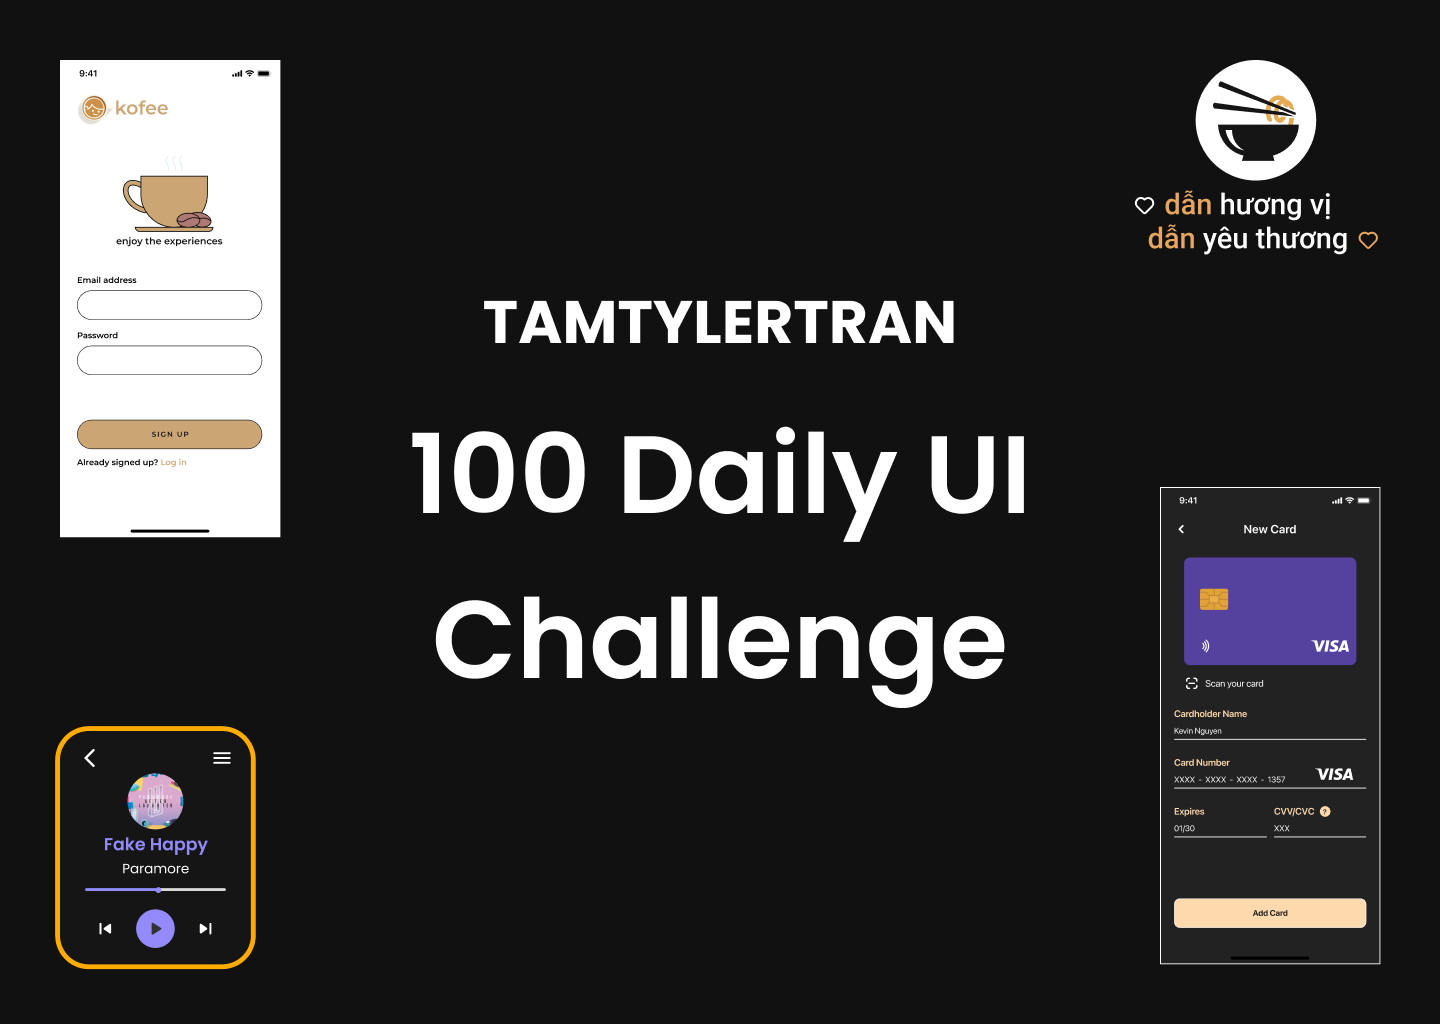 9:41
kofee
enjoy the experiences
Email address
Password
SIGN UP
Already signed up? Log in
dẫn hương vị
dẫn yêu thương
TAMTYLERTRAN
100 Daily UI
Challenge
Fake Happy
Paramore
9:41
New Card
VISA
Scan your card
Cardholder Name
Kevin Nguyen
Card Number
XXXX - XXXX - XXXX - 1357 VISA
Expires CVV/CVC ?
01/30 XXX
Add Card